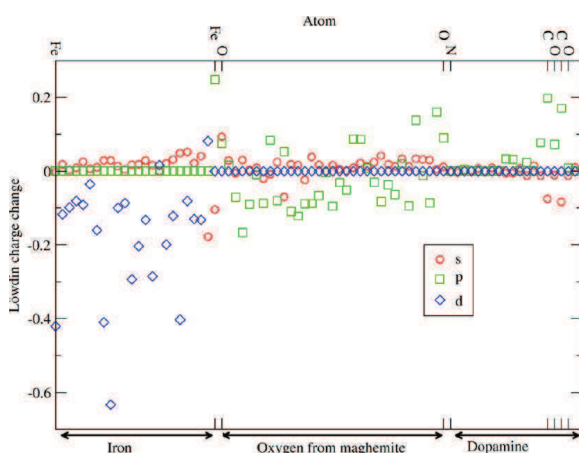 Atom
Fe Fe O O N C O C O
0.2
0.0
-0.2
-0.4
-0.6
Löwdin charge change
s
p
d
Iron Oxygen from maghemite Dopamine